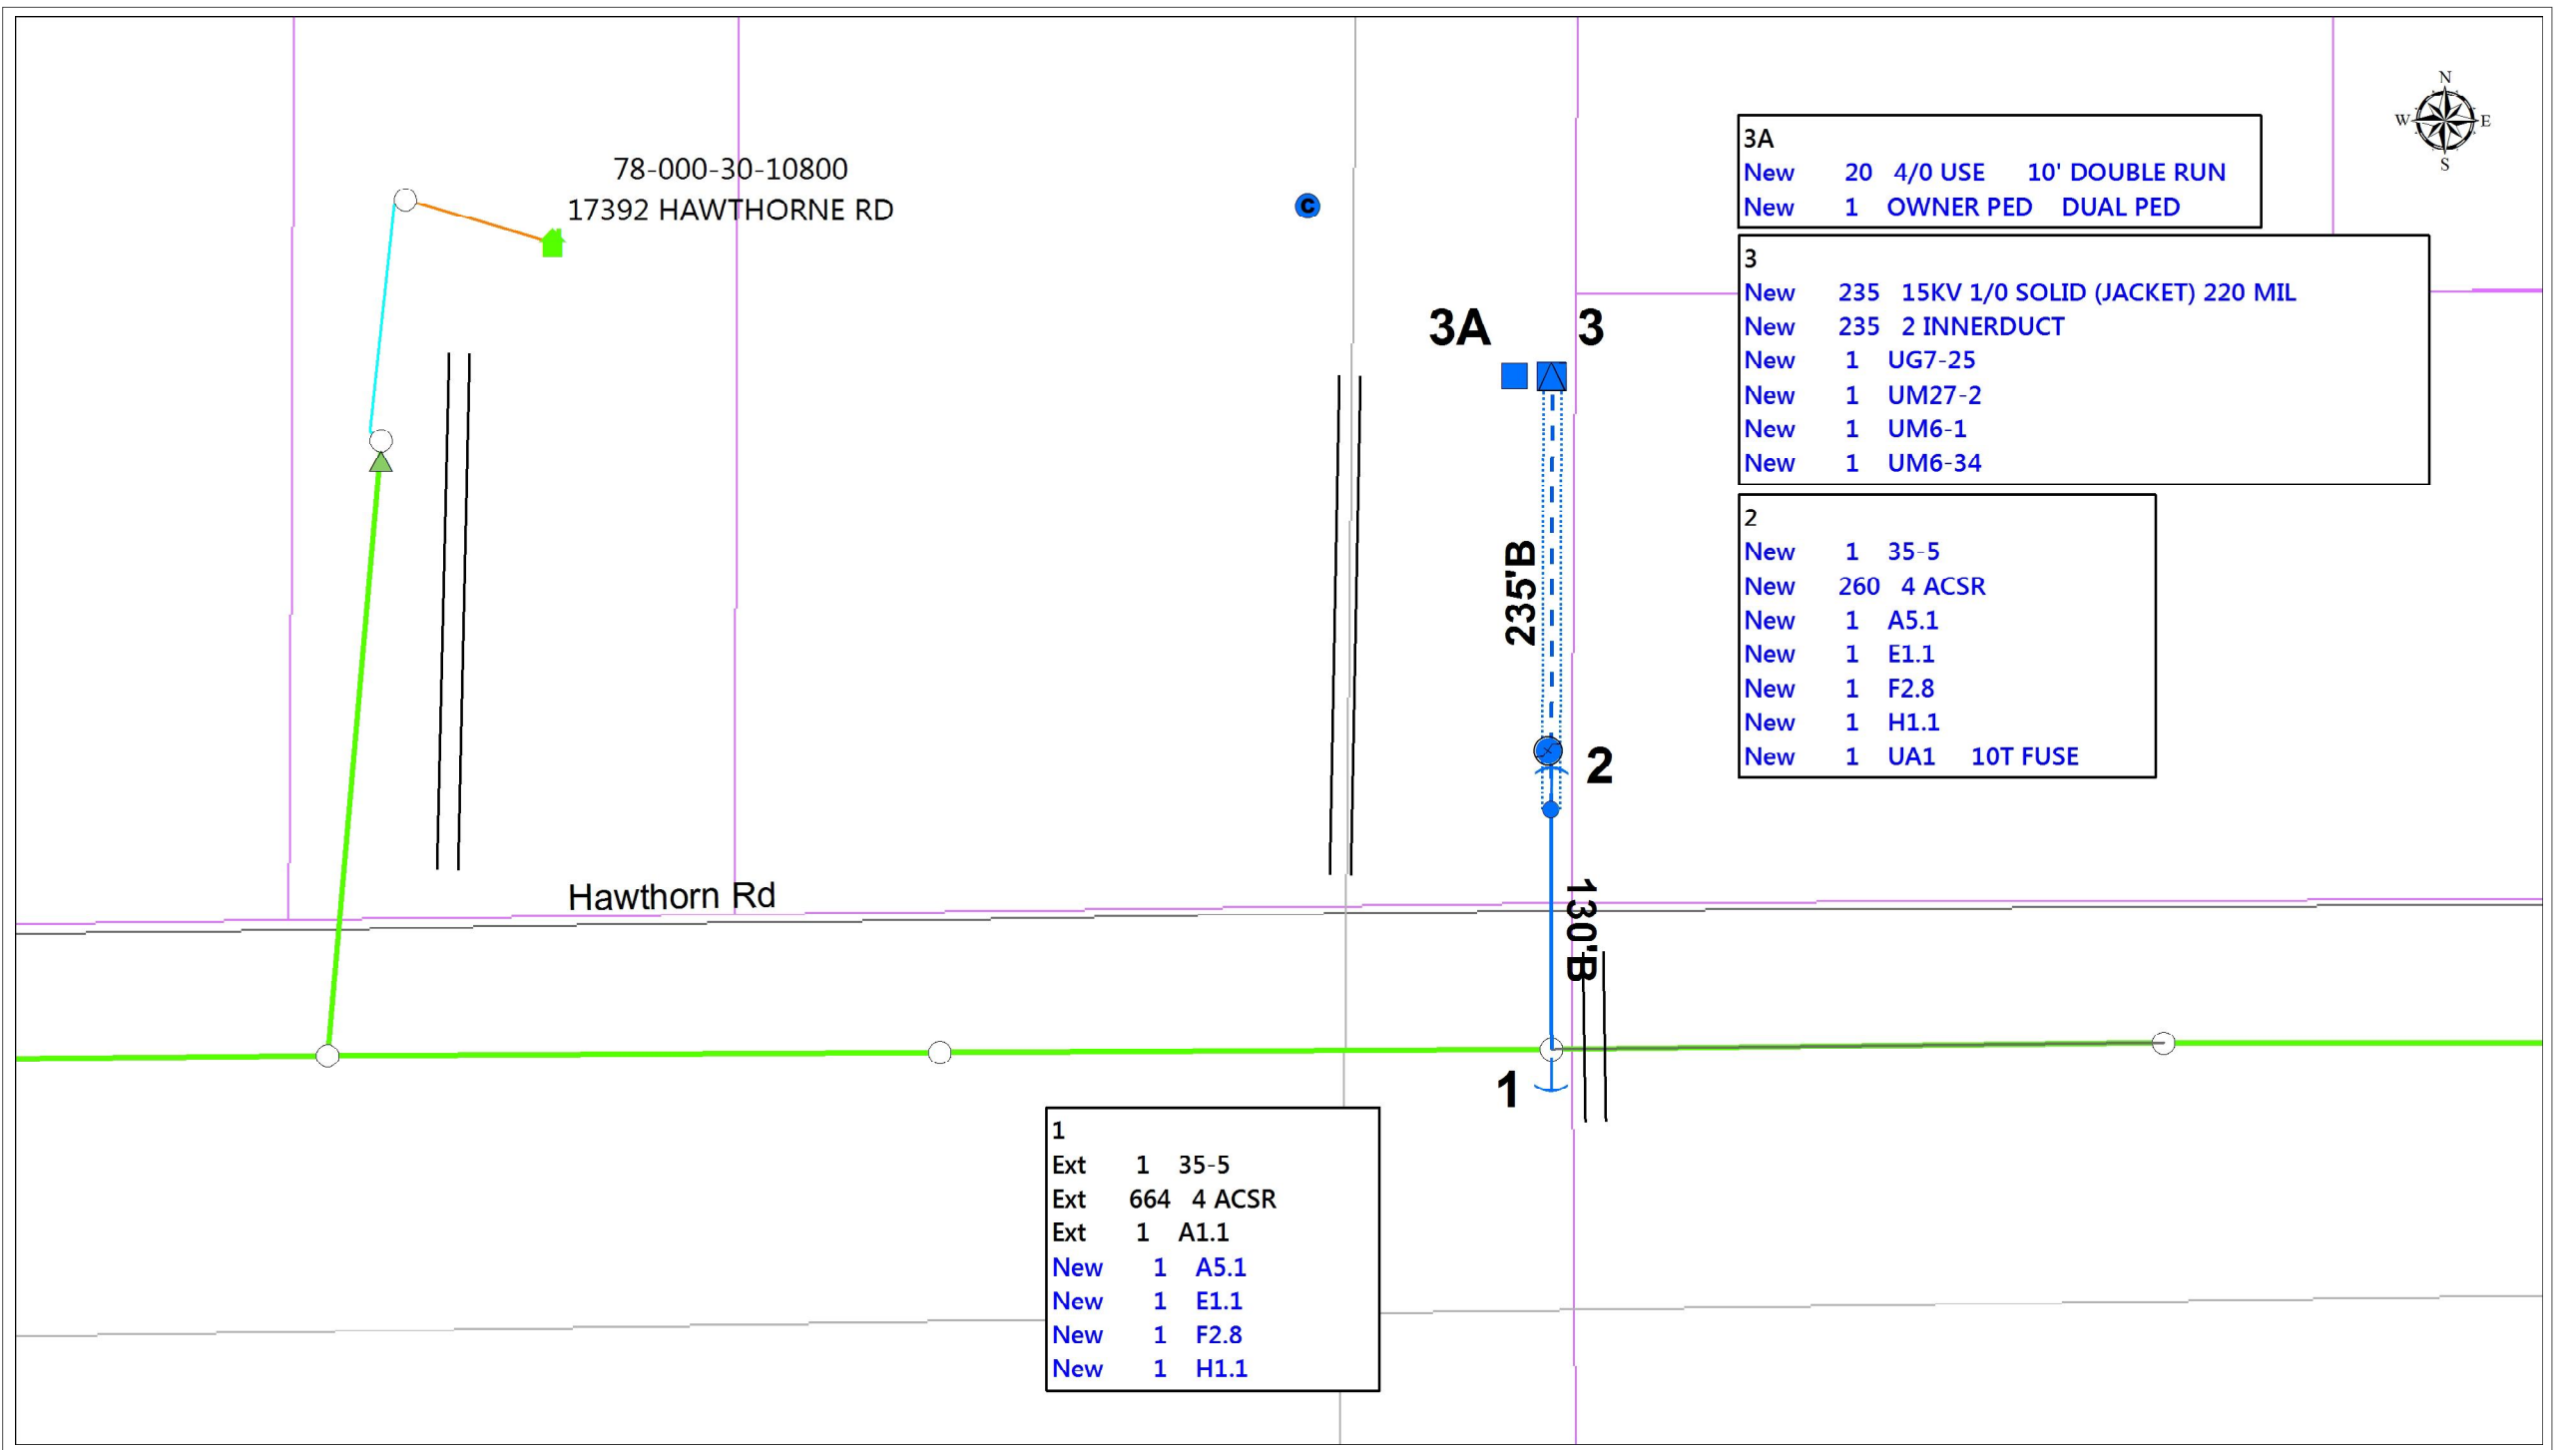 N
W E
S
78-000-30-10800
17392 HAWTHORNE RD
C
3A
New 20 4/0 USE 10' DOUBLE RUN
New 1 OWNER PED DUAL PED
3
New 235 15KV 1/0 SOLID (JACKET) 220 MIL
New 235 2 INNERDUCT
New 1 UG7-25
New 1 UM27-2
New 1 UM6-1
New 1 UM6-34
3A 3
235'B
2
2
New 1 35-5
New 260 4 ACSR
New 1 A5.1
New 1 E1.1
New 1 F2.8
New 1 H1.1
New 1 UA1 10T FUSE
Hawthorn Rd
130'B
1
1
Ext 1 35-5
Ext 664 4 ACSR
Ext 1 A1.1
New 1 A5.1
New 1 E1.1
New 1 F2.8
New 1 H1.1